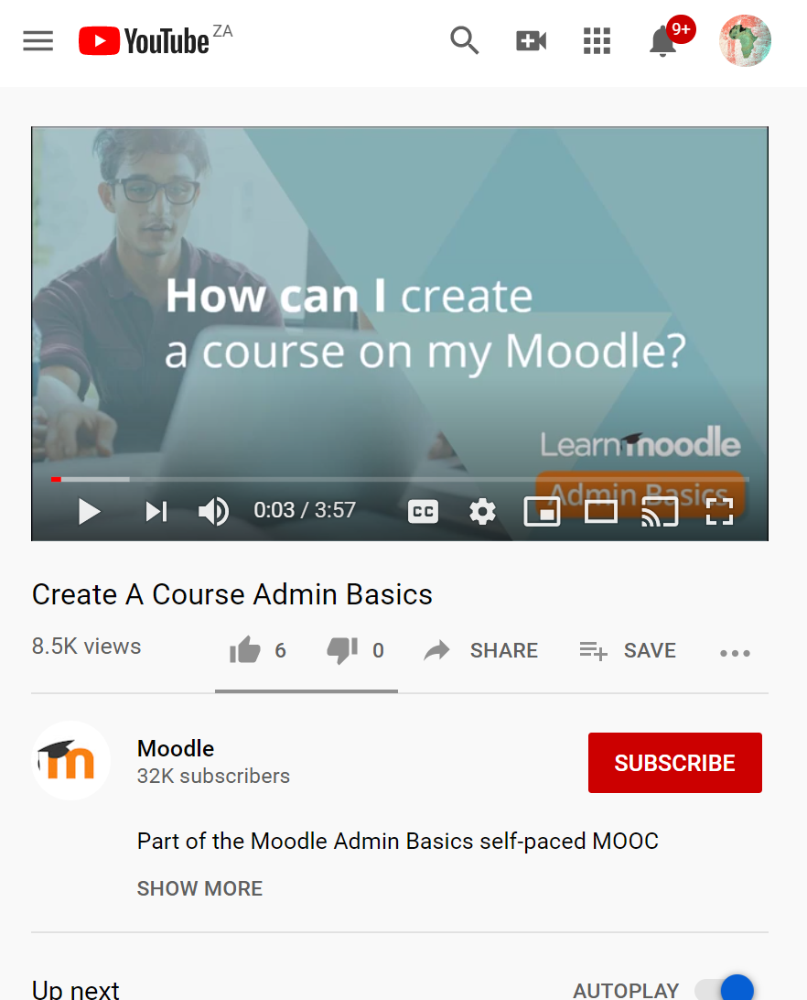 YouTube ZA
9+
How can I create
a course on my Moodle?
Learn moodle
Admin Basics
CC
0:03 / 3:57
Create A Course Admin Basics
8.5K views
6
0
SHARE
SAVE
m
Moodle
32K subscribers
SUBSCRIBE
Part of the Moodle Admin Basics self-paced MOOC
SHOW MORE
Up next
AUTOPLAY